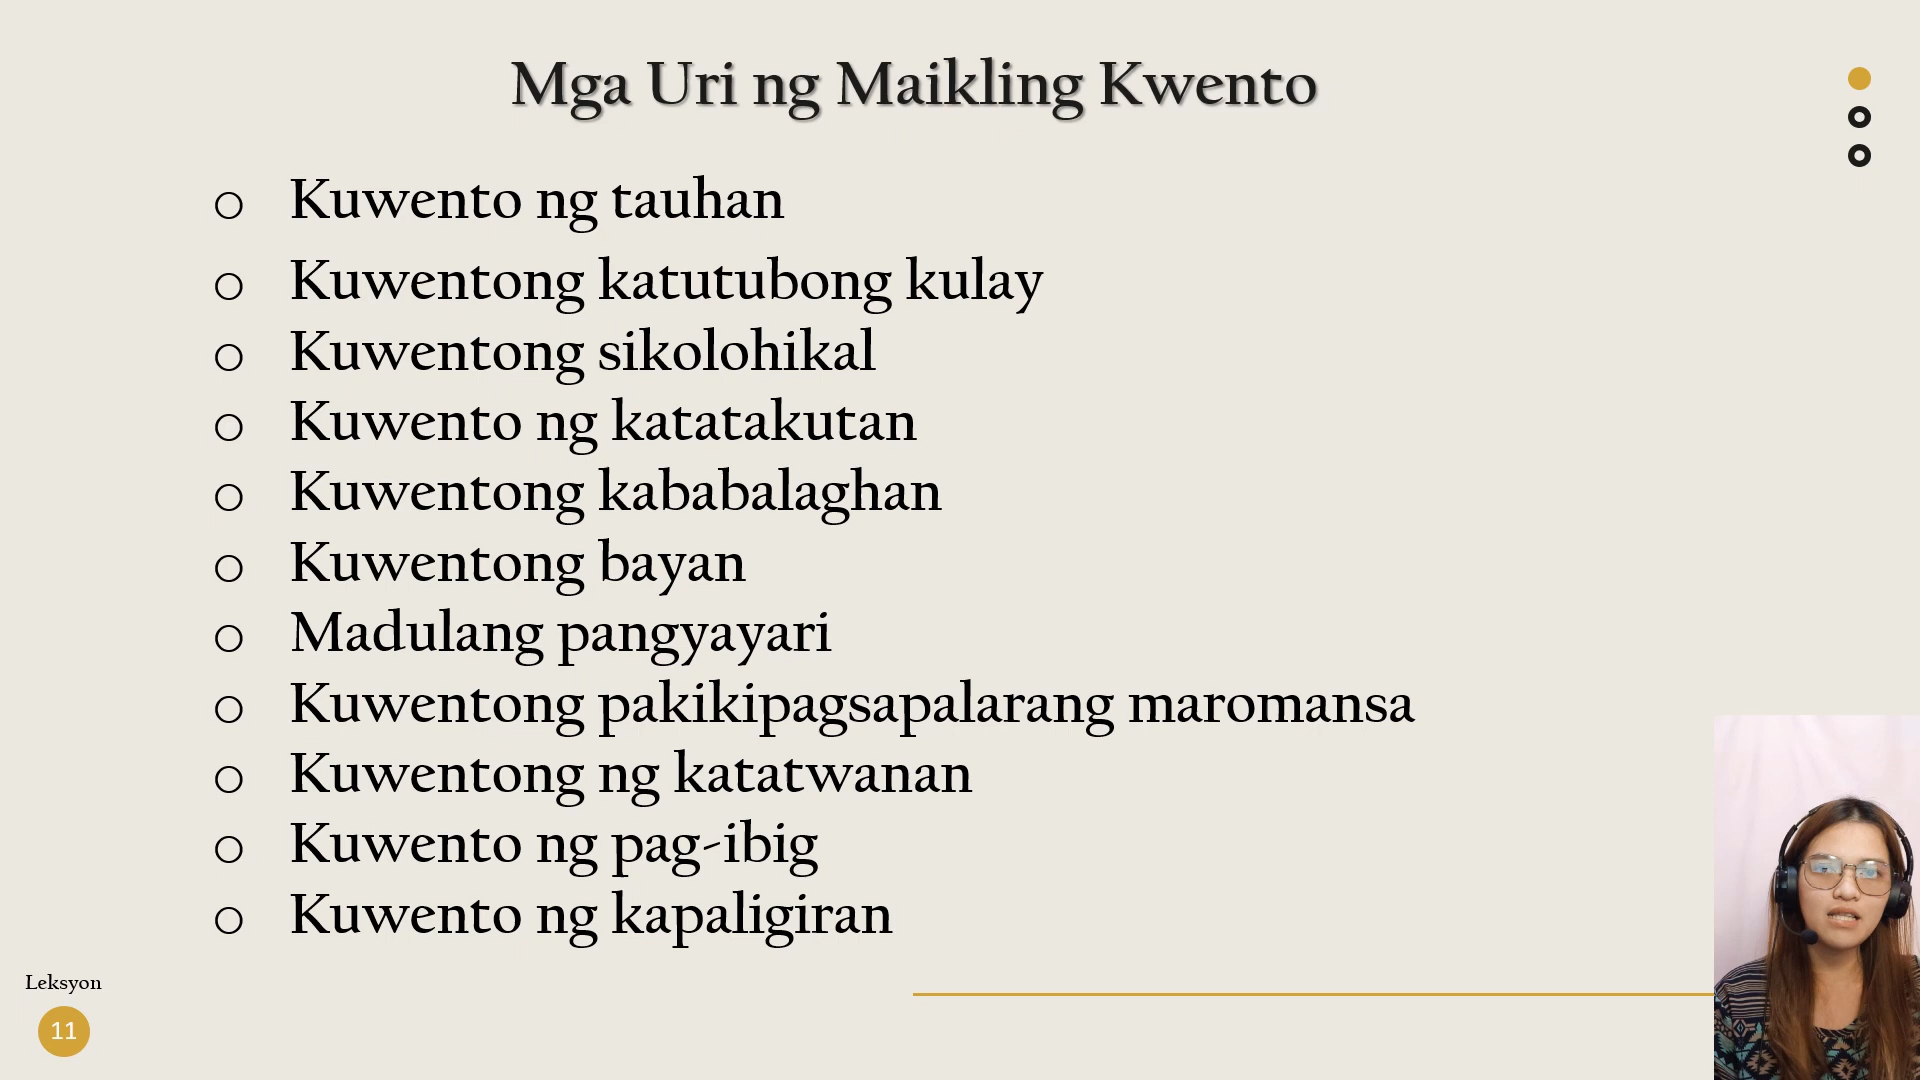 Mga Uri ng Maikling Kwento
Kuwento ng tauhan
Kuwentong katutubong kulay
Kuwentong sikolohikal
Kuwento ng katatakutan
Kuwentong kababalaghan
Kuwentong bayan
Madulang pangyayari
Kuwentong pakikipagsapalarang maromansa
Kuwentong ng katatwanan
Kuwento ng pag-ibig
Kuwento ng kapaligiran
Leksyon
11